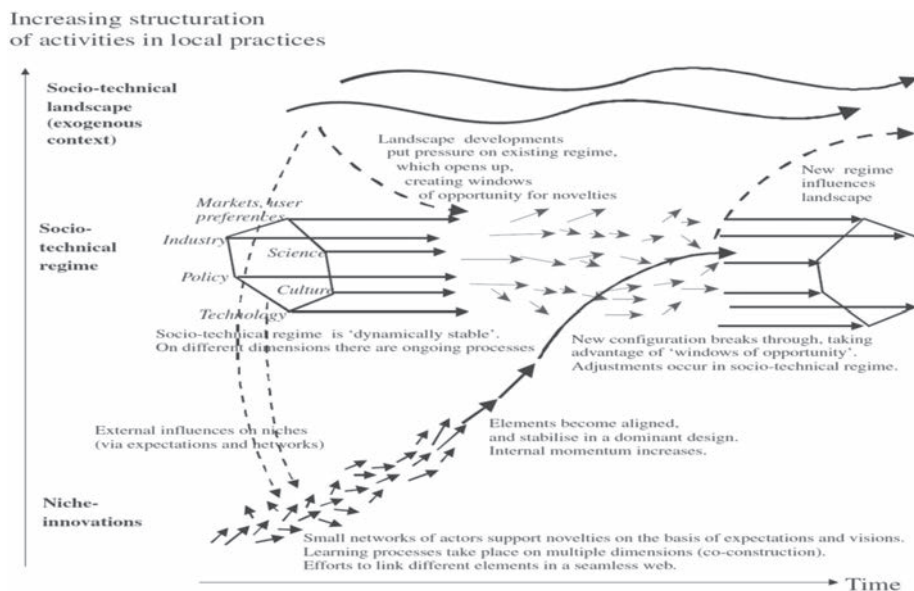 Increasing structuration
of activities in local practices
Socio-technical
landscape
(exogenous
context)
Landscape developments
put pressure on existing regime,
which opens up,
creating windows
of opportunity for novelties
New regime
influences
landscape
Markets, user
preferences
Socio-
technical
regime
Industry
Science
Policy
Culture
Technology
Socio-technical regime is ‘dynamically stable’.
On different dimensions there are ongoing processes
New configuration breaks through, taking
advantage of ‘windows of opportunity’.
Adjustments occur in socio-technical regime.
External influences on niches
(via expectations and networks)
Elements become aligned,
and stabilise in a dominant design.
Internal momentum increases.
Niche-
innovations
Small networks of actors support novelties on the basis of expectations and visions.
Learning processes take place on multiple dimensions (co-construction).
Efforts to link different elements in a seamless web.
Time